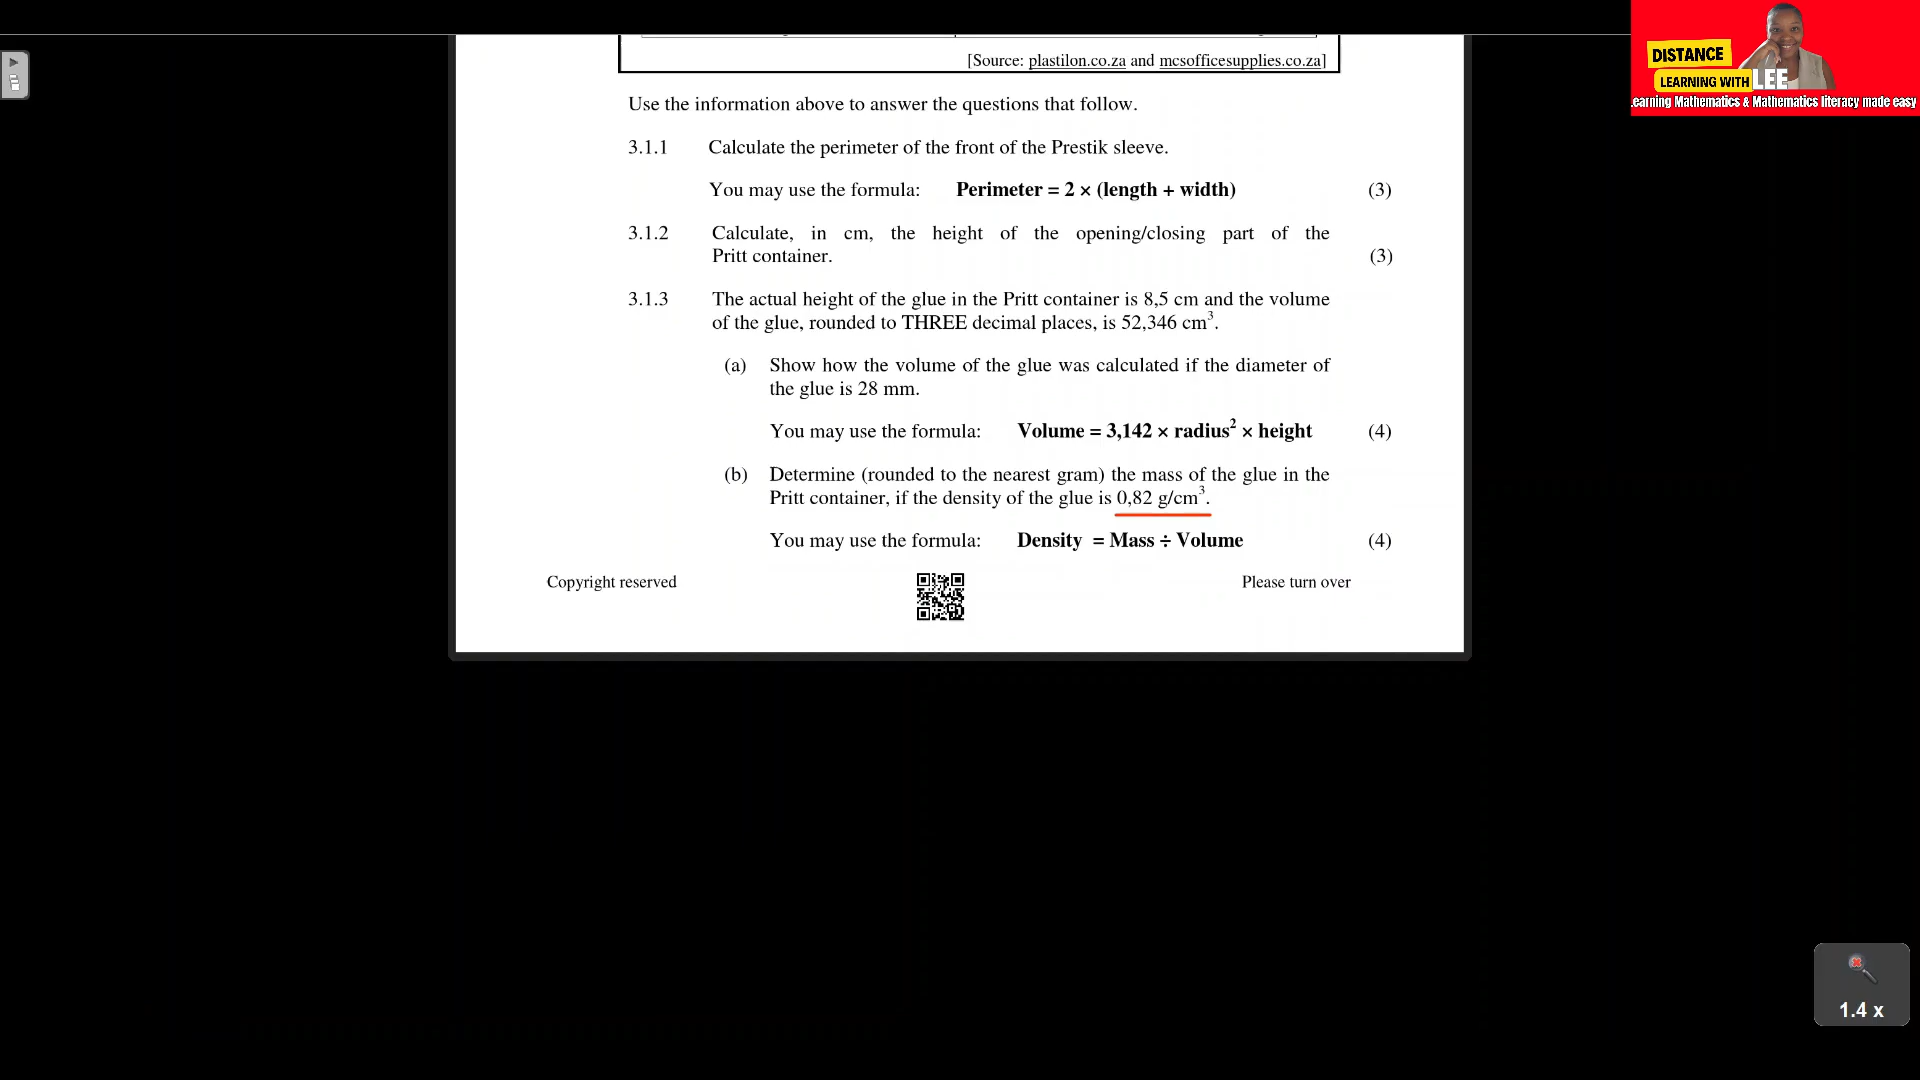 [Source: plastilon.co.za and mcsofficesupplies.co.za]
DISTANCE
LEARNING WITH LEE
Learning Mathematics & Mathematics literacy made easy
Use the information above to answer the questions that follow.
3.1.1 Calculate the perimeter of the front of the Prestik sleeve.
You may use the formula: Perimeter = 2 × (length + width) (3)
3.1.2 Calculate, in cm, the height of the opening/closing part of the
Pritt container. (3)
3.1.3 The actual height of the glue in the Pritt container is 8,5 cm and the volume
of the glue, rounded to THREE decimal places, is 52,346 cm³.
(a) Show how the volume of the glue was calculated if the diameter of
the glue is 28 mm.
You may use the formula: Volume = 3,142 × radius² × height (4)
(b) Determine (rounded to the nearest gram) the mass of the glue in the
Pritt container, if the density of the glue is 0,82 g/cm³.
You may use the formula: Density = Mass ÷ Volume (4)
Copyright reserved Please turn over
1.4 x